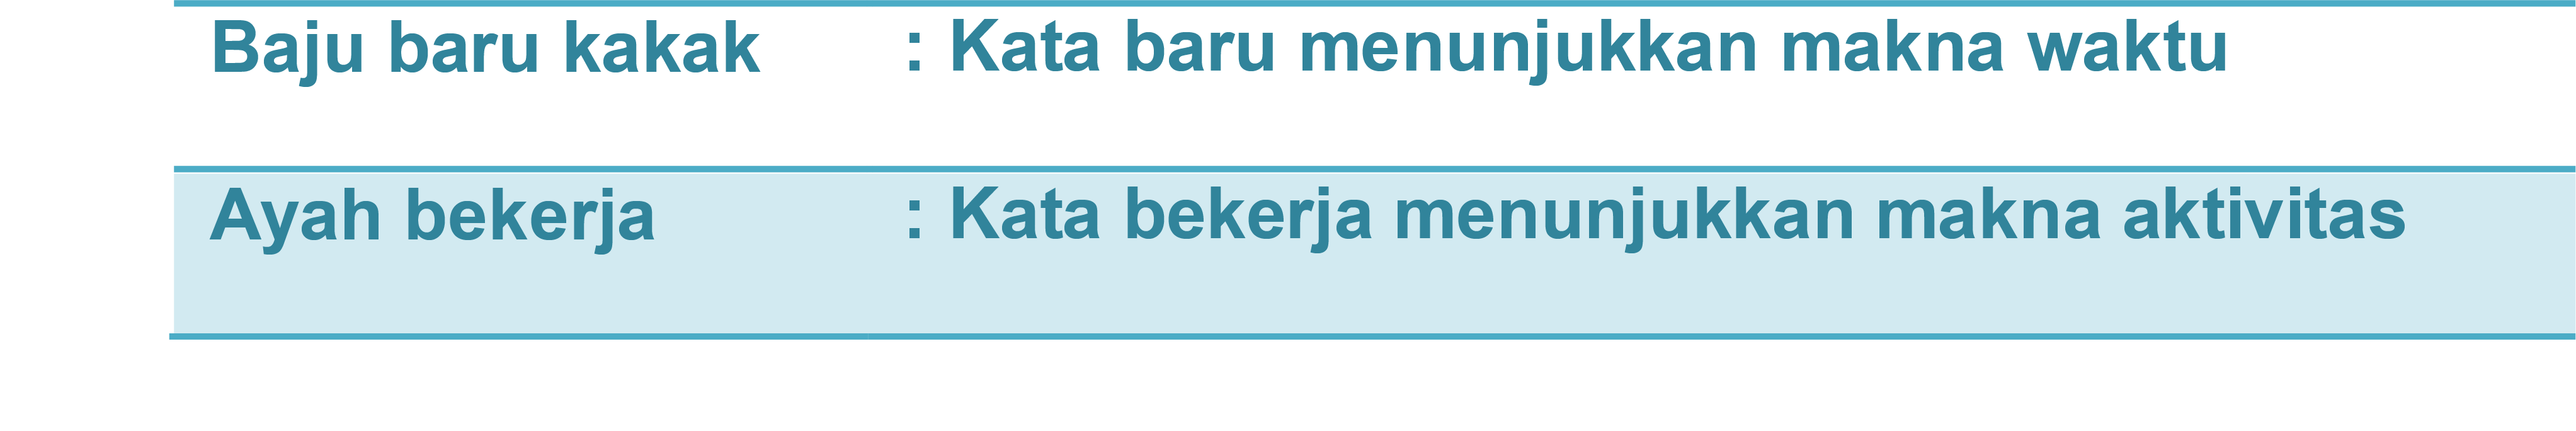 Baju baru kakak : Kata baru menunjukkan makna waktu
Ayah bekerja : Kata bekerja menunjukkan makna aktivitas